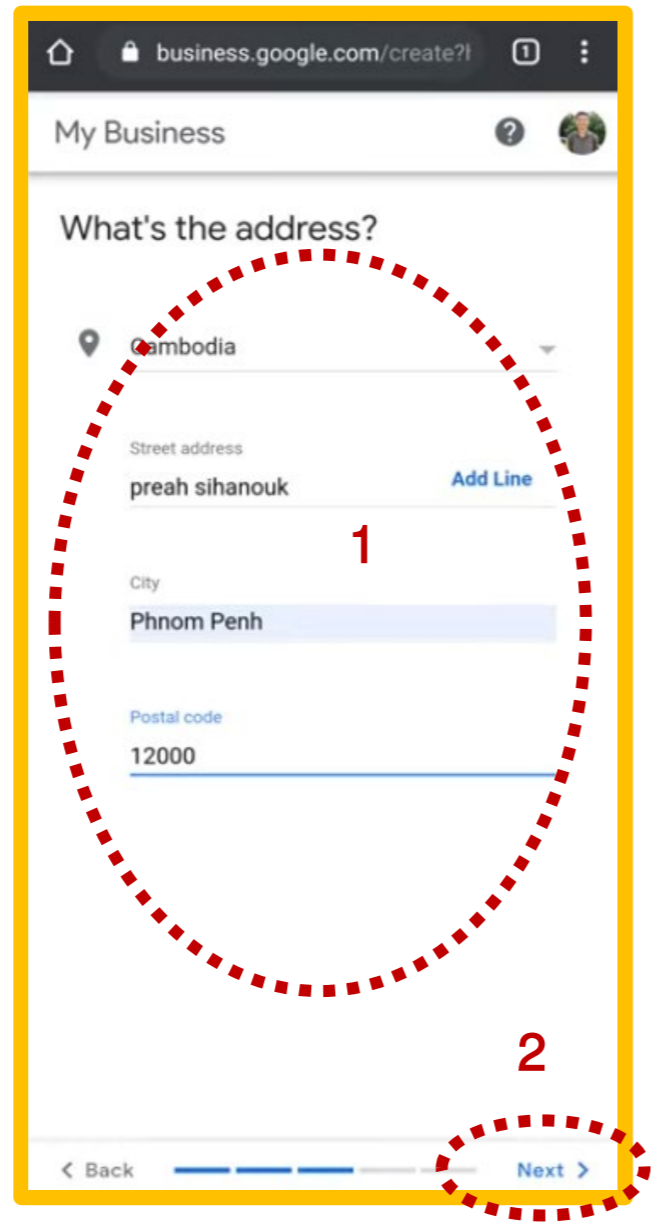 business.google.com/create?
1
My Business
?
What's the address?
Cambodia
Street address
preah sihanouk
Add Line
1
City
Phnom Penh
Postal code
12000
2
Back
Next